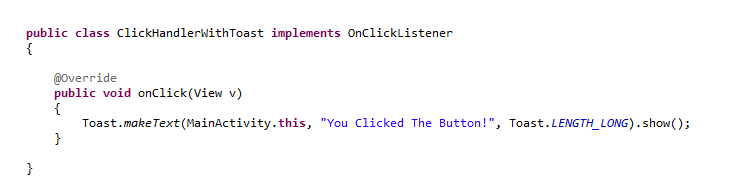 public class ClickHandlerWithToast implements OnClickListener
{
@Override
public void onClick(View v)
{
Toast.makeText(MainActivity.this, "You Clicked The Button!", Toast.LENGTH_LONG).show();
}
}